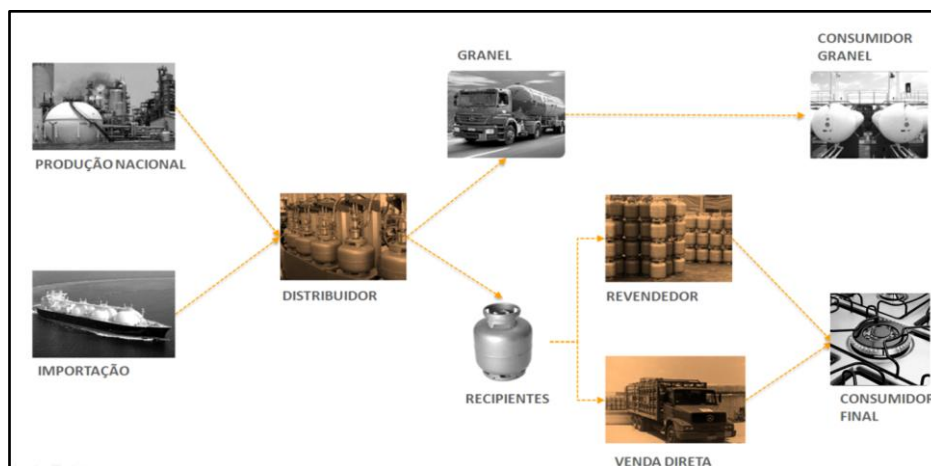 GRANEL
CONSUMIDOR
GRANEL
PRODUÇÃO NACIONAL
DISTRIBUIDOR
REVENDEDOR
IMPORTAÇÃO
RECIPIENTES
CONSUMIDOR
FINAL
VENDA DIRETA